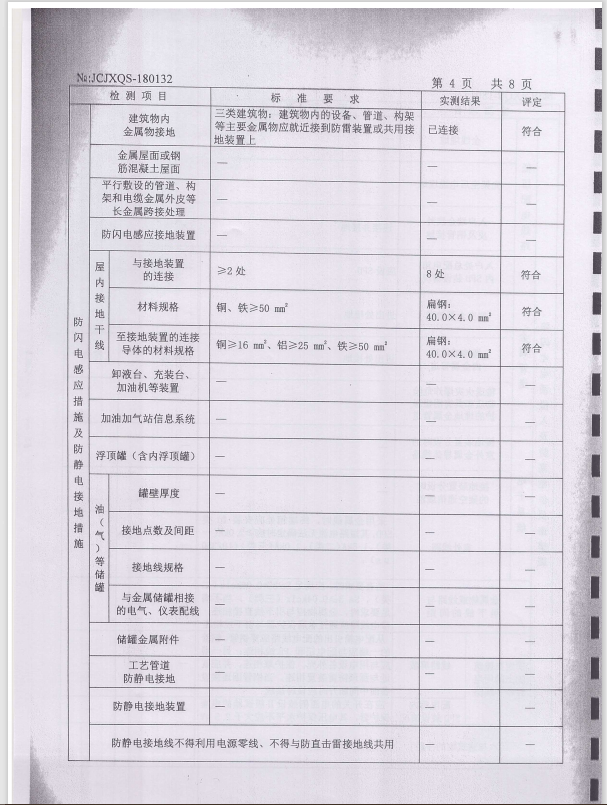 №:JCJXQS-180132
第 4 页 共 8 页
检 测 项 目 标 准 要 求 实测结果 评定
防闪电感应措施及防静电接地措施
建筑物内
金属物接地
三类建筑物：建筑物内的设备、管道、构架
等主要金属物应就近接到防雷装置或共用接
地装置上
已连接 符合
金属屋面或钢
筋混凝土屋面
— — —
平行敷设的管道、构
架和电缆金属外皮等
长金属跨接处理
— — —
防闪电感应接地装置 — — —
屋内接地干线
与接地装置
的连接
≥2 处 8 处 符合
材料规格 铜、铁≥50 mm² 扁钢：
40.0×4.0 mm²
符合
至接地装置的连接
导体的材料规格
铜≥16 mm²、铝≥25 mm²、铁≥50 mm² 扁钢：
40.0×4.0 mm²
符合
卸液台、充装台、
加油机等装置
— — —
加油加气站信息系统 — — —
浮顶罐（含内浮顶罐） — — —
油（气）等储罐
罐壁厚度 — — —
接地点数及间距 — — —
接地线规格 — — —
与金属储罐相接
的电气、仪表配线
— — —
储罐金属附件 — — —
工艺管道
防静电接地
— — —
防静电接地装置 — — —
防静电接地线不得利用电源零线、不得与防直击雷接地线共用 — —